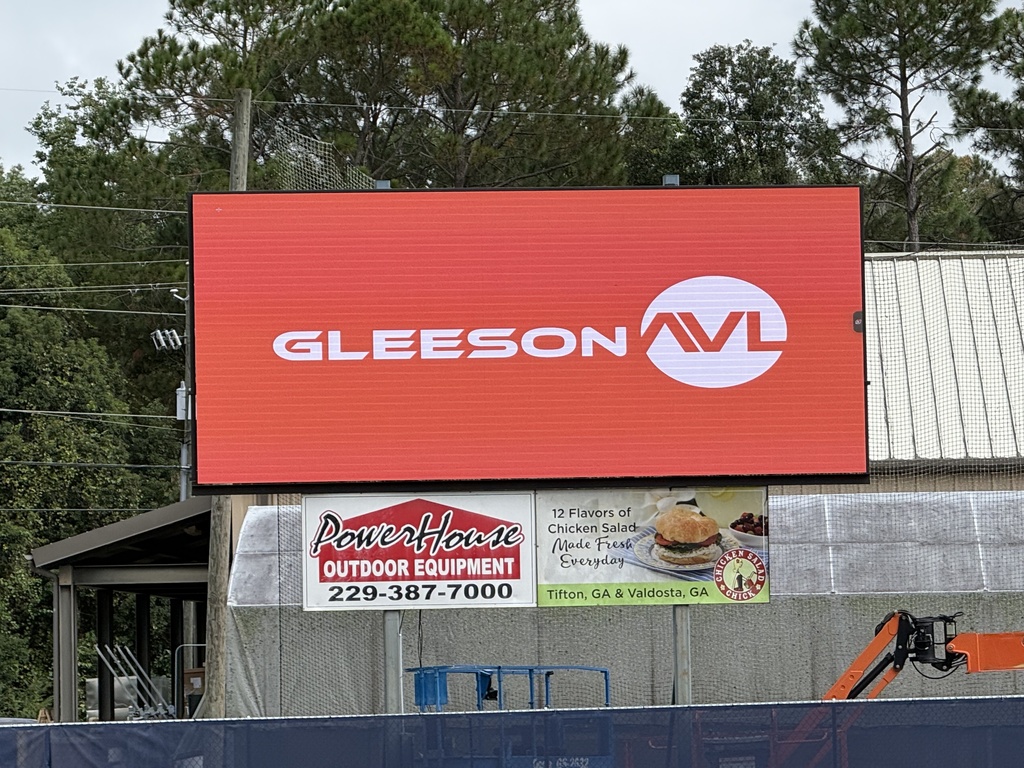 GLEESON AVL
PowerHouse
OUTDOOR EQUIPMENT
229-387-7000
12 Flavors of
Chicken Salad
Made Fresh
Everyday
CHICKEN SALAD
CHICK
Tifton, GA & Valdosta, GA